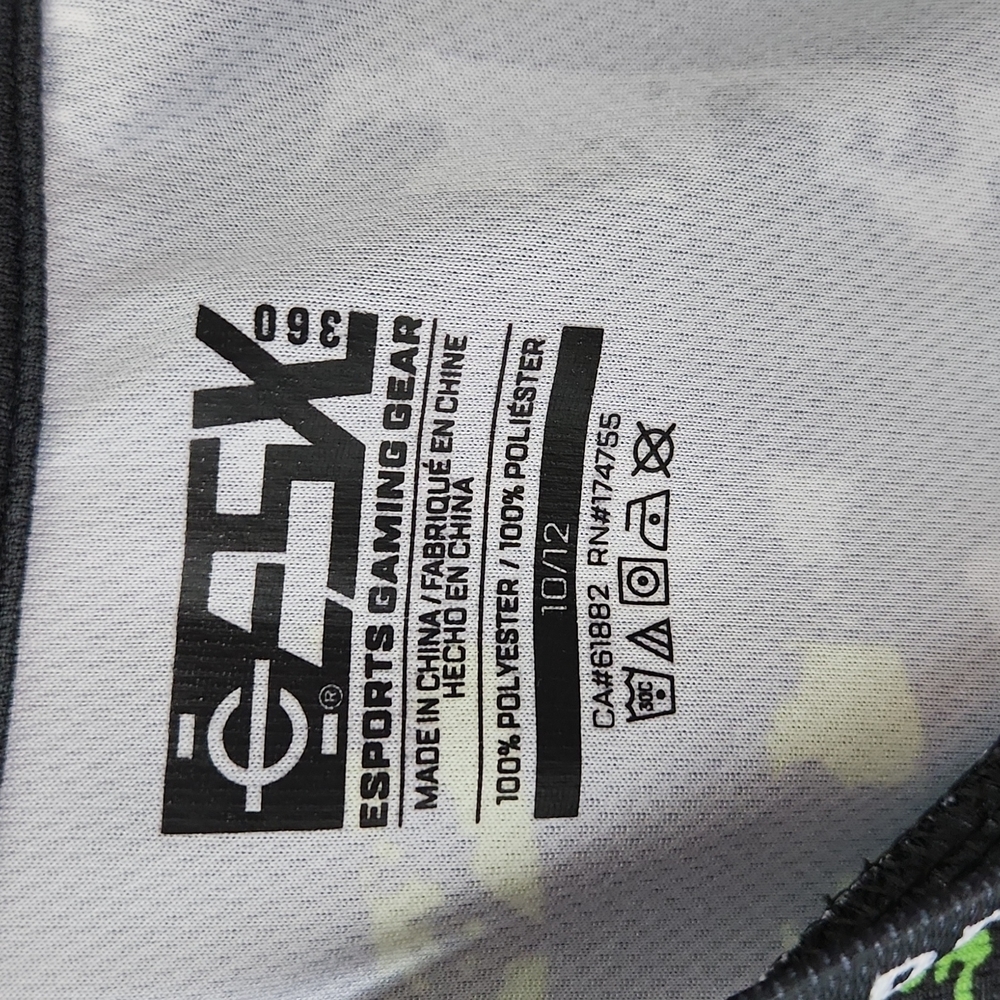 360
®
ESPORTS GAMING GEAR
MADE IN CHINA / FABRIQUÉ EN CHINE
HECHO EN CHINA
100% POLYESTER / 100% POLIÉSTER
10/12
CA#61882 RN#174755
30C